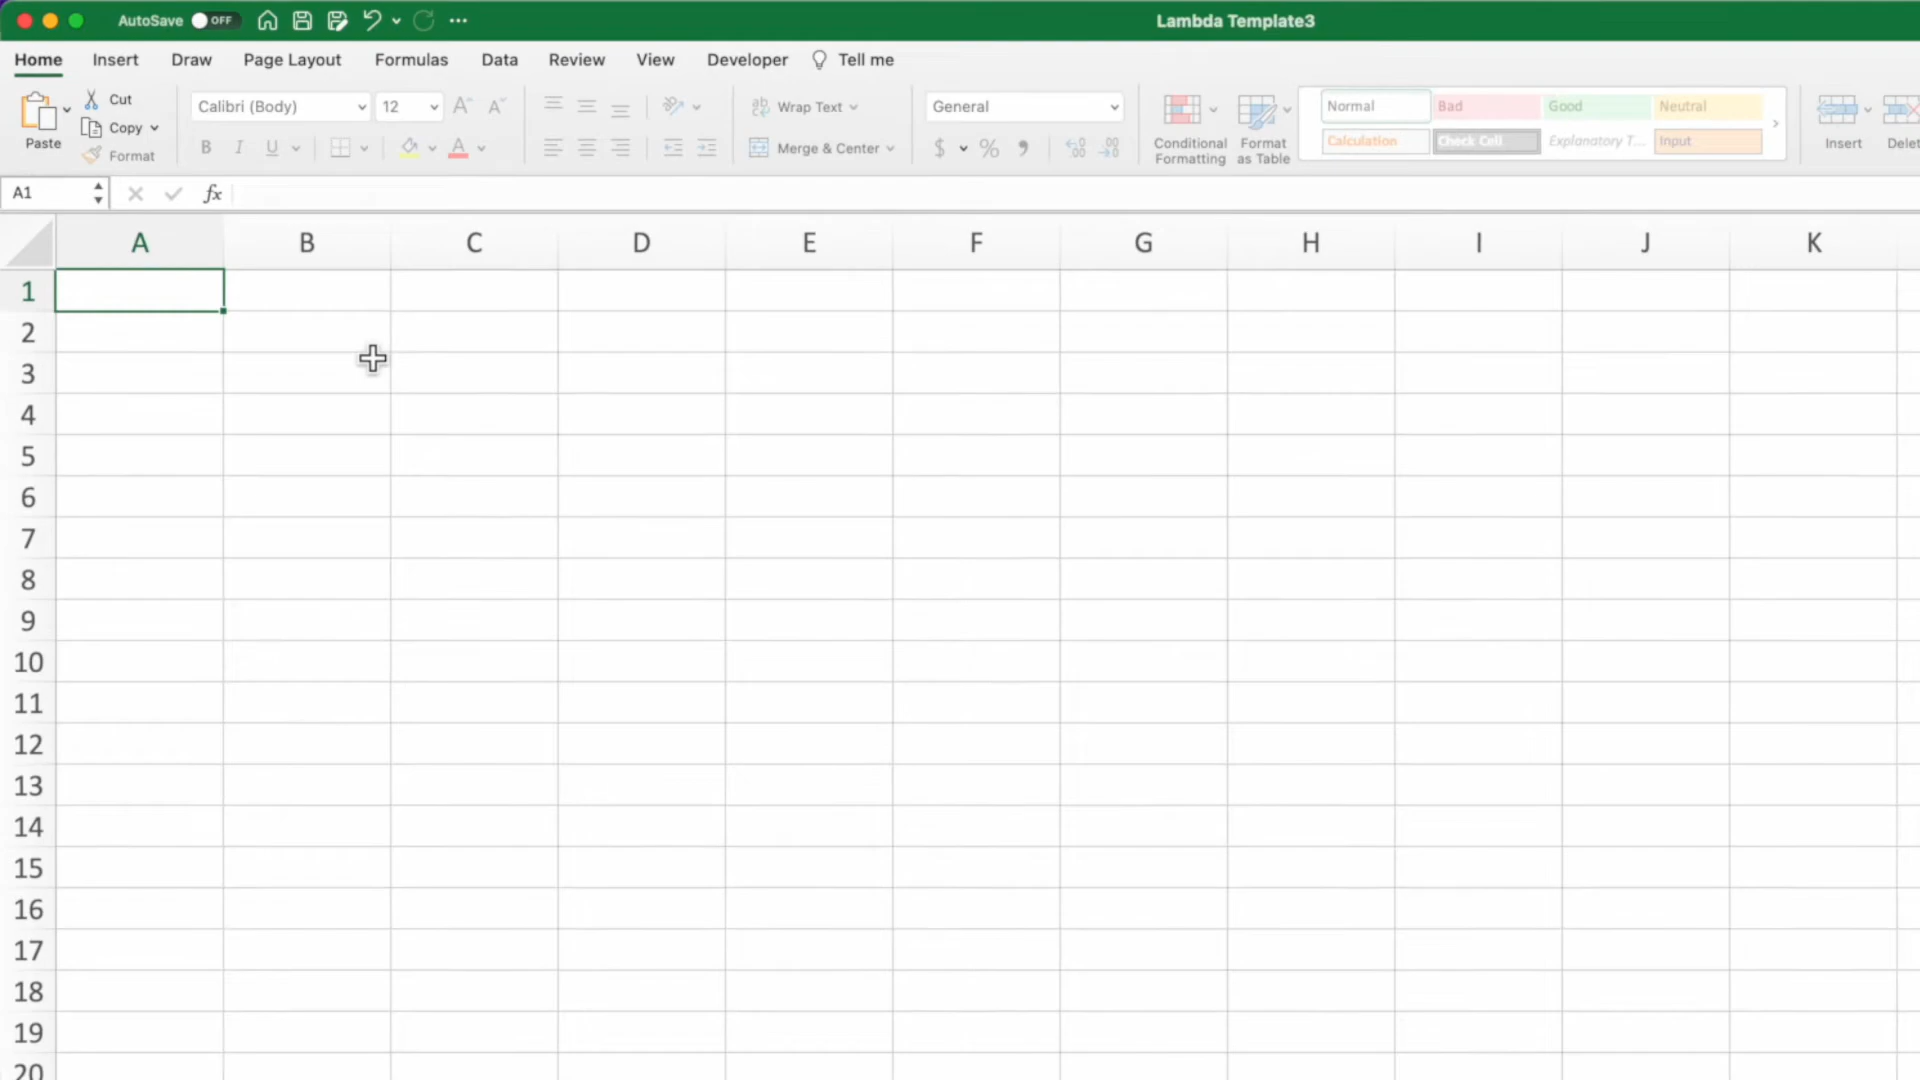 AutoSave OFF
Lambda Template3
Home Insert Draw Page Layout Formulas Data Review View Developer Tell me
Paste
Cut
Copy
Format
Calibri (Body) 12
B I U
Wrap Text
Merge & Center
General
$ %
Conditional Formatting
Format as Table
Normal Bad Good Neutral
Calculation Check Cell Explanatory T... Input
Insert
Delet
A1 fx
A B C D E F G H I J K
1
2
3
4
5
6
7
8
9
10
11
12
13
14
15
16
17
18
19
20